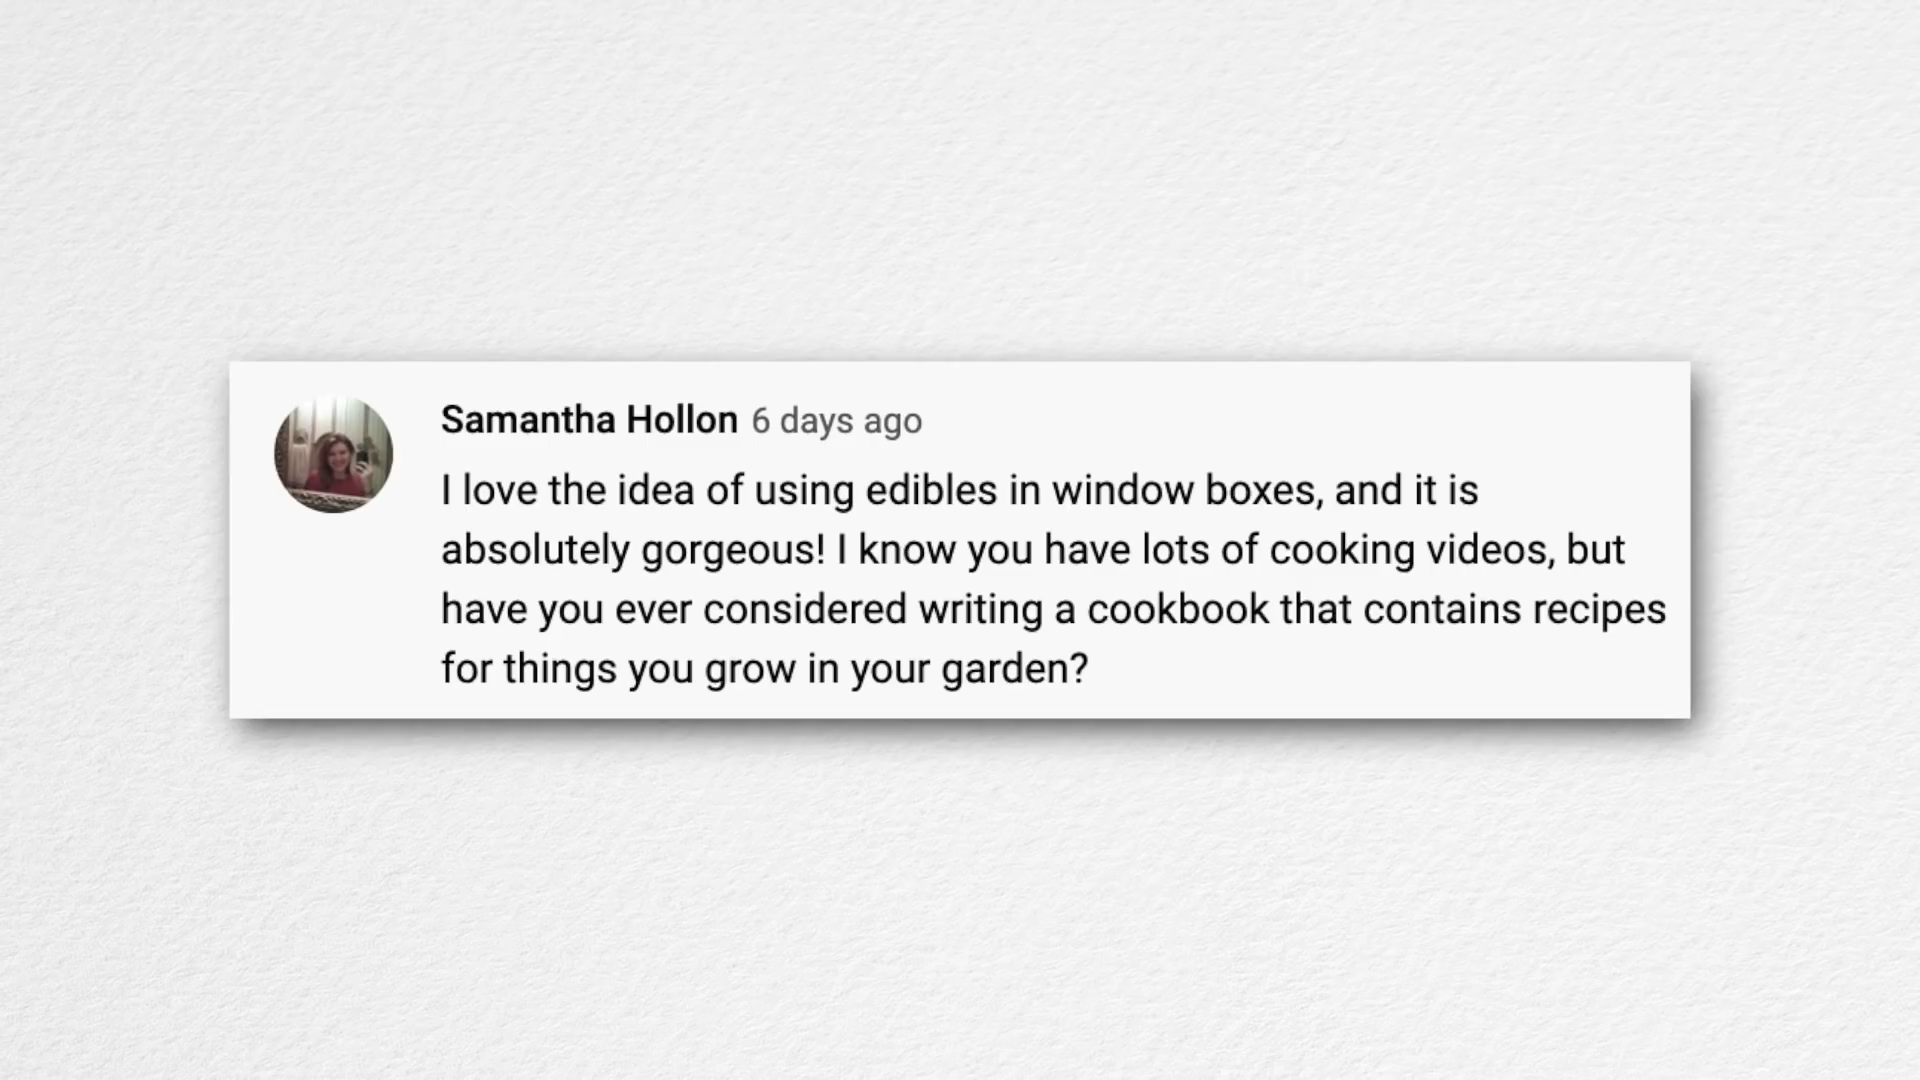 Samantha Hollon 6 days ago
I love the idea of using edibles in window boxes, and it is
absolutely gorgeous! I know you have lots of cooking videos, but
have you ever considered writing a cookbook that contains recipes
for things you grow in your garden?